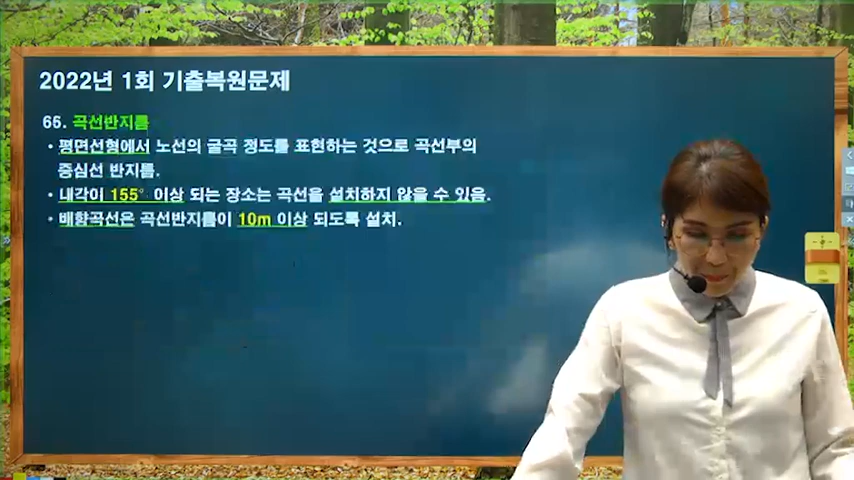 2022년 1회 기출복원문제
66. 곡선반지름
• 평면선형에서 노선의 굴곡 정도를 표현하는 것으로 곡선부의
중심선 반지름.
• 내각이 155° 이상 되는 장소는 곡선을 설치하지 않을 수 있음.
• 배향곡선은 곡선반지름이 10m 이상 되도록 설치.